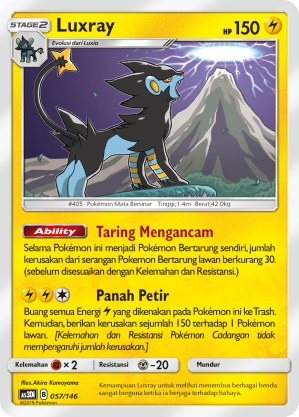 STAGE2 Luxray HP 150
Evolusi dari Luxio
#405 Pokémon Mata Bersinar Tinggi,1.4m Berat,42.0kg
Ability Taring Mengancam
Selama Pokémon ini menjadi Pokémon Bertarung sendiri, jumlah
kerusakan dari serangan Pokemon Bertarung lawan berkurang 30.
(sebelum disesuaikan dengan Kelemahan dan Resistansi.)
Panah Petir
Buang semua Energi yang dikenakan pada Pokémon ini ke Trash.
Kemudian, berikan kerusakan sejumlah 150 terhadap 1 Pokémon
lawan. [Kelemahan dan Resistansi Pokémon Cadangan tidak
mempengaruhi jumlah kerusakan.]
Kelemahan × 2 Resistansi -20 Mundur
Illus.Akira Komayama
AS3D B 057/146
©2019 Pokémon
Kemampuan Luxray untuk melihat menembus berbagai benda
sangat berguna ketika ia berjaga terhadap bahaya.